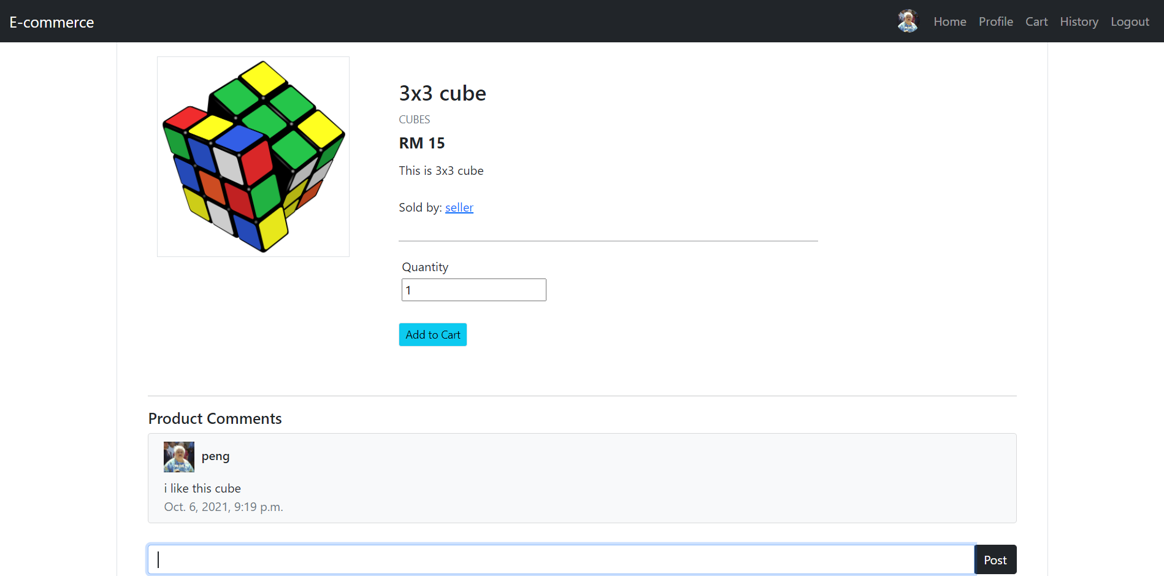 E-commerce
Home Profile Cart History Logout
3x3 cube
CUBES
RM 15
This is 3x3 cube
Sold by: seller
Quantity
1
Add to Cart
Product Comments
peng
i like this cube
Oct. 6, 2021, 9:19 p.m.
Post